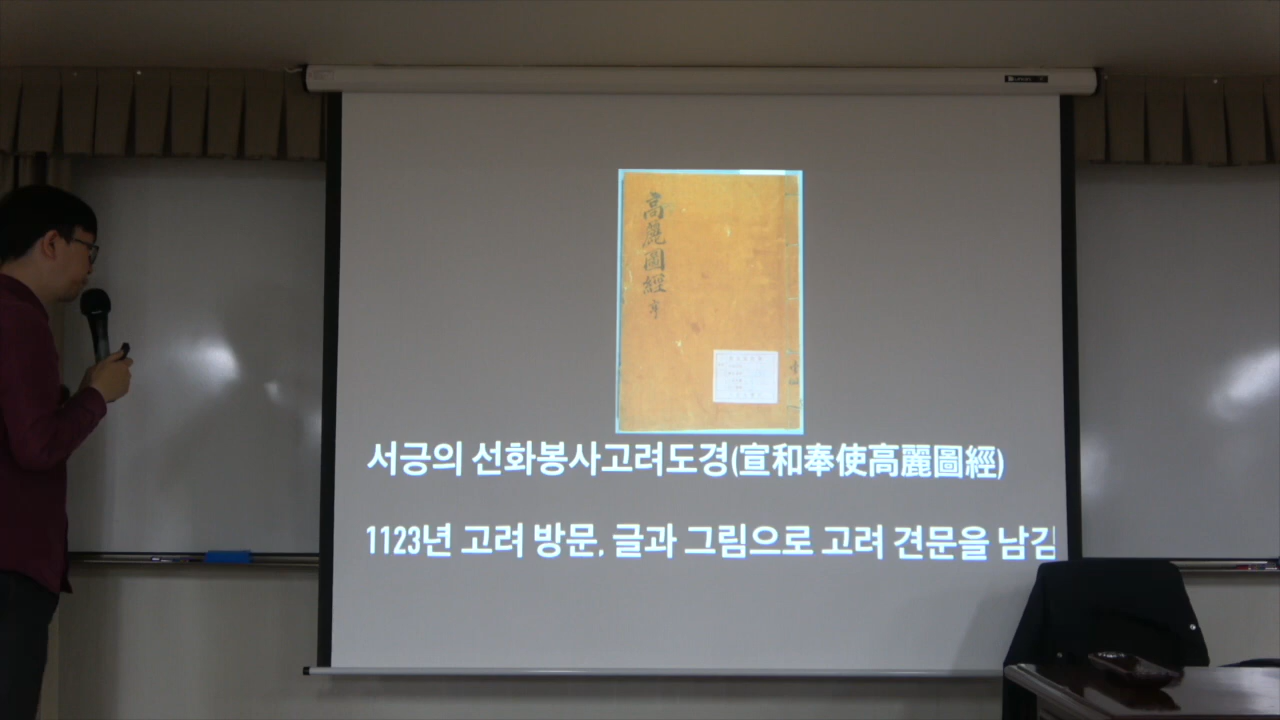 高麗圖經
서긍의 선화봉사고려도경(宣和奉使高麗圖經)
1123년 고려 방문, 글과 그림으로 고려 견문을 남김